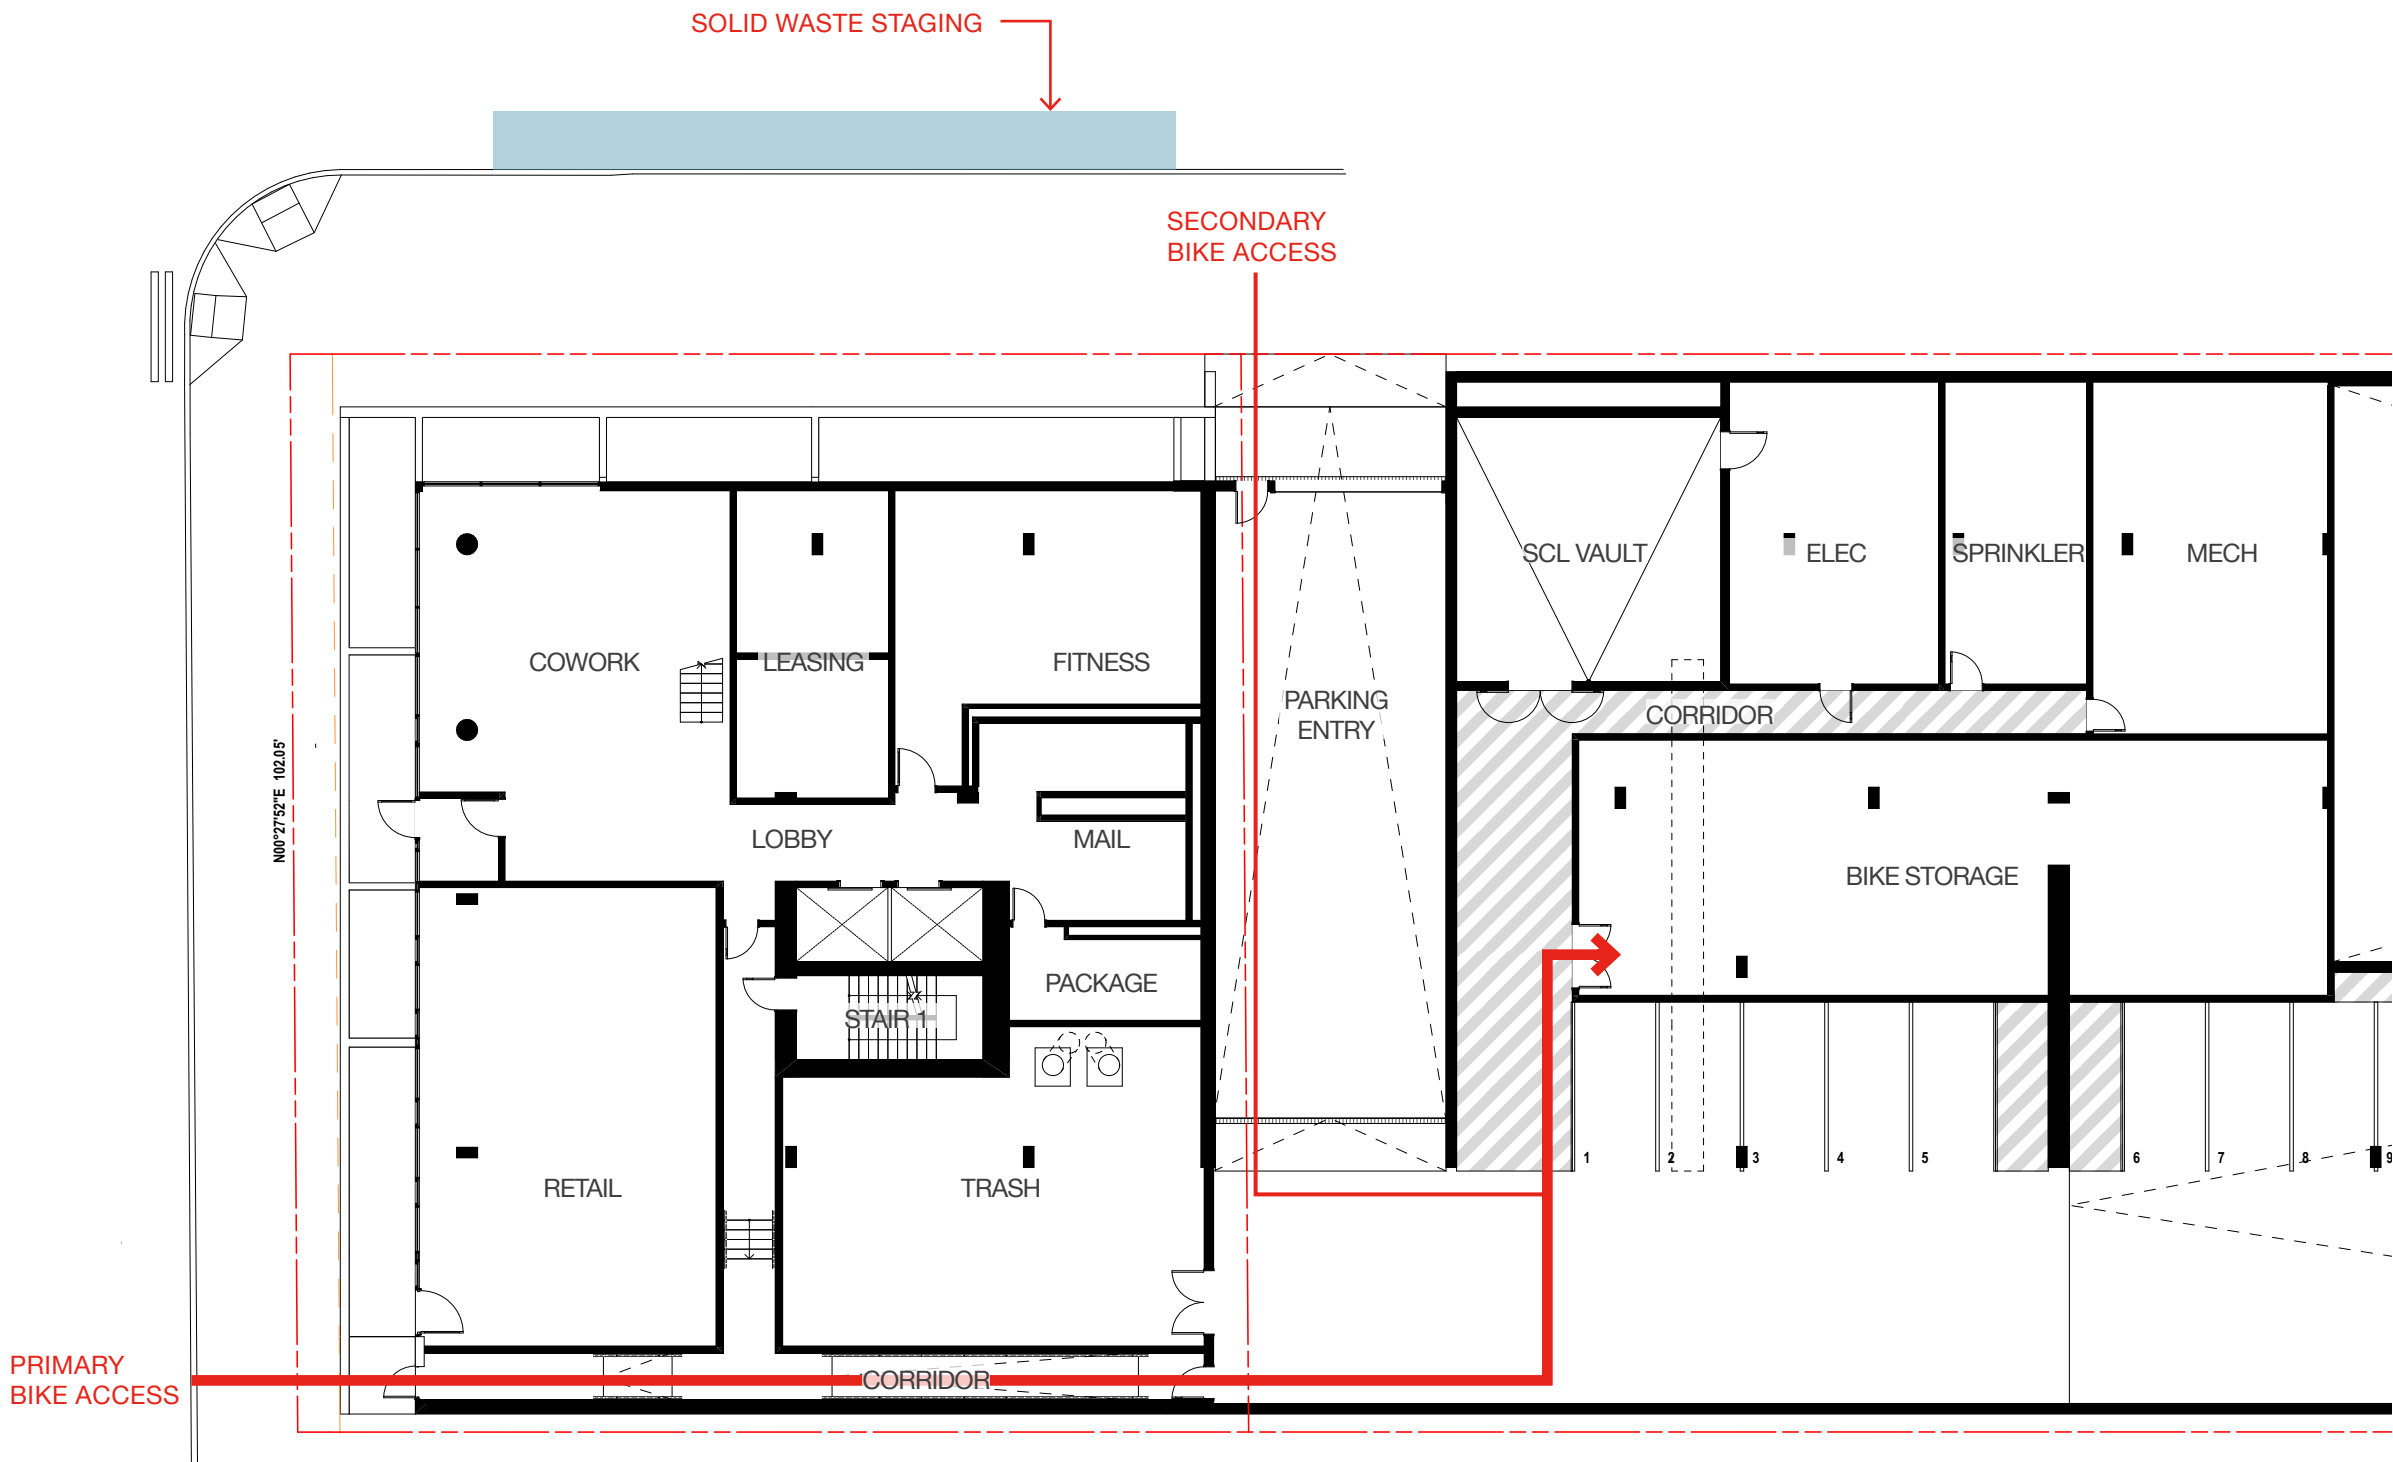 SOLID WASTE STAGING
SECONDARY
BIKE ACCESS
SCL VAULT
ELEC
SPRINKLER
MECH
COWORK
LEASING
FITNESS
PARKING
ENTRY
CORRIDOR
N00°27'52"E 102.05'
LOBBY
MAIL
BIKE STORAGE
PACKAGE
STAIR 1
1
2
3
4
5
6
7
8
9
RETAIL
TRASH
PRIMARY
BIKE ACCESS
CORRIDOR